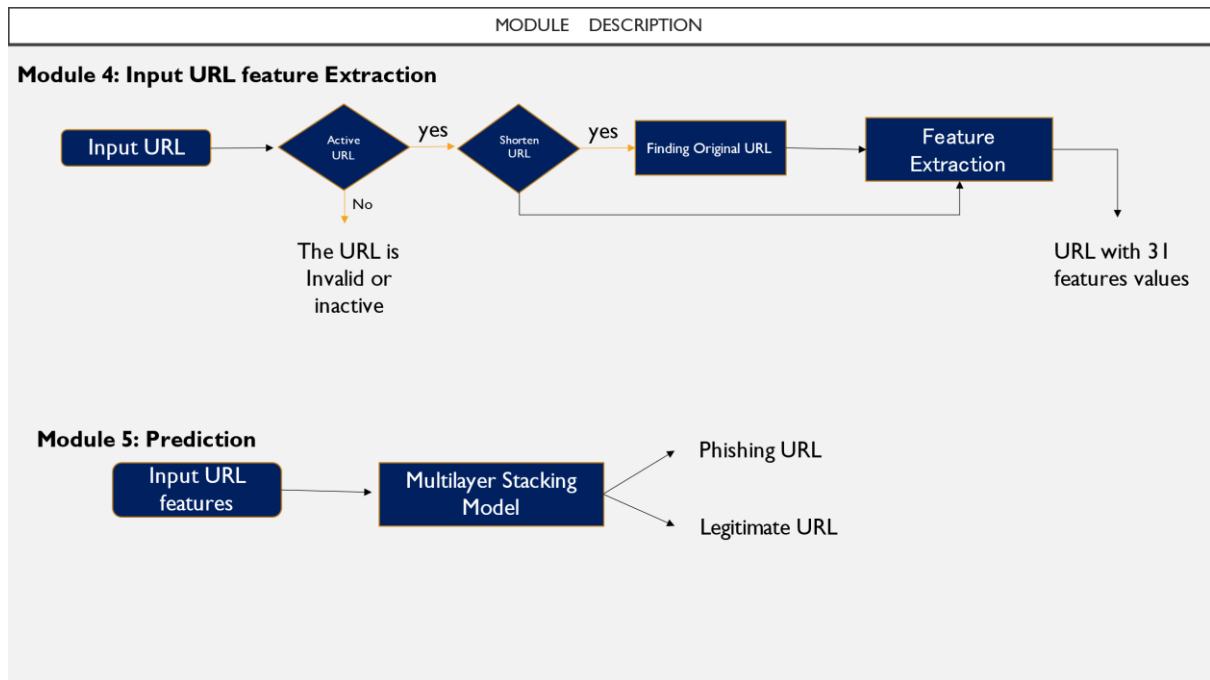 MODULE DESCRIPTION
Module 4: Input URL feature Extraction
Input URL
Active
URL
yes
Shorten
URL
yes
Finding Original URL
Feature
Extraction
No
The URL is
Invalid or
inactive
URL with 31
features values
Module 5: Prediction
Input URL
features
Multilayer Stacking
Model
Phishing URL
Legitimate URL